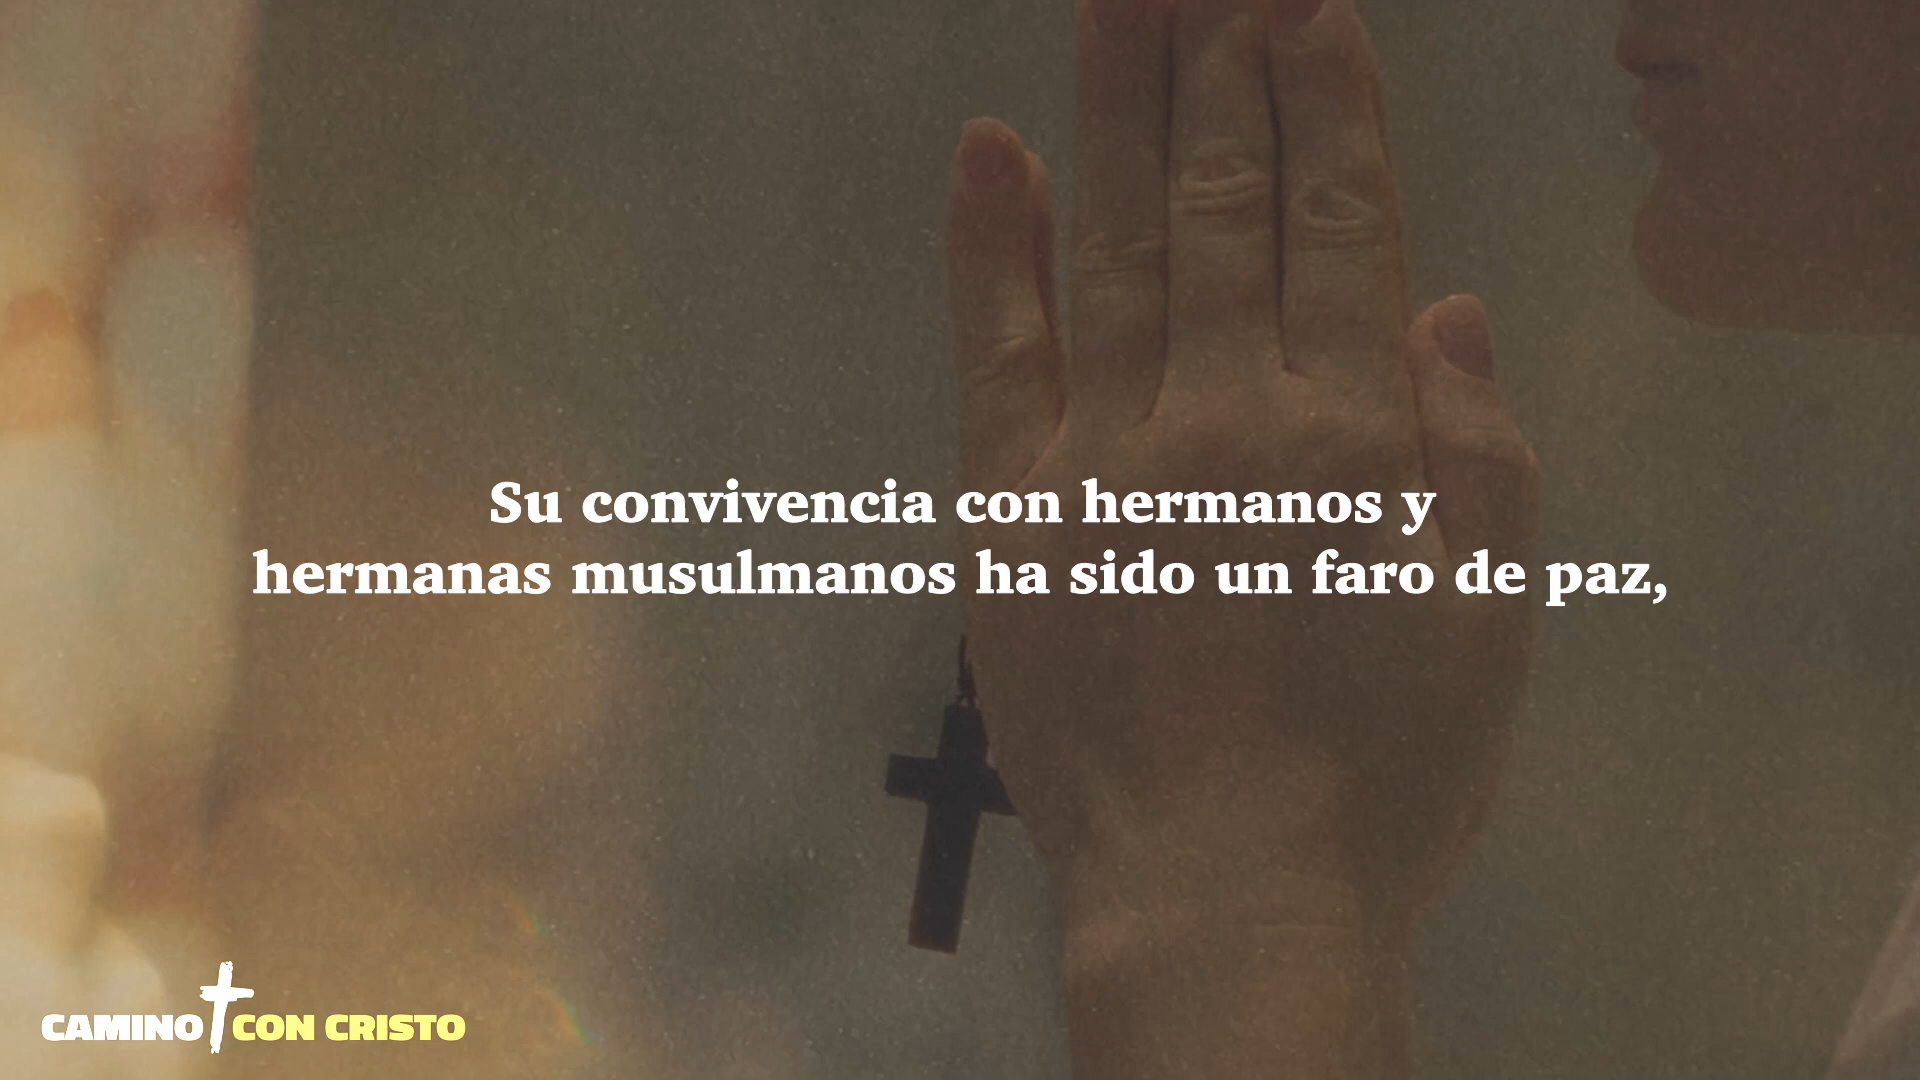 Su convivencia con hermanos y
hermanas musulmanos ha sido un faro de paz,
CAMINO CON CRISTO